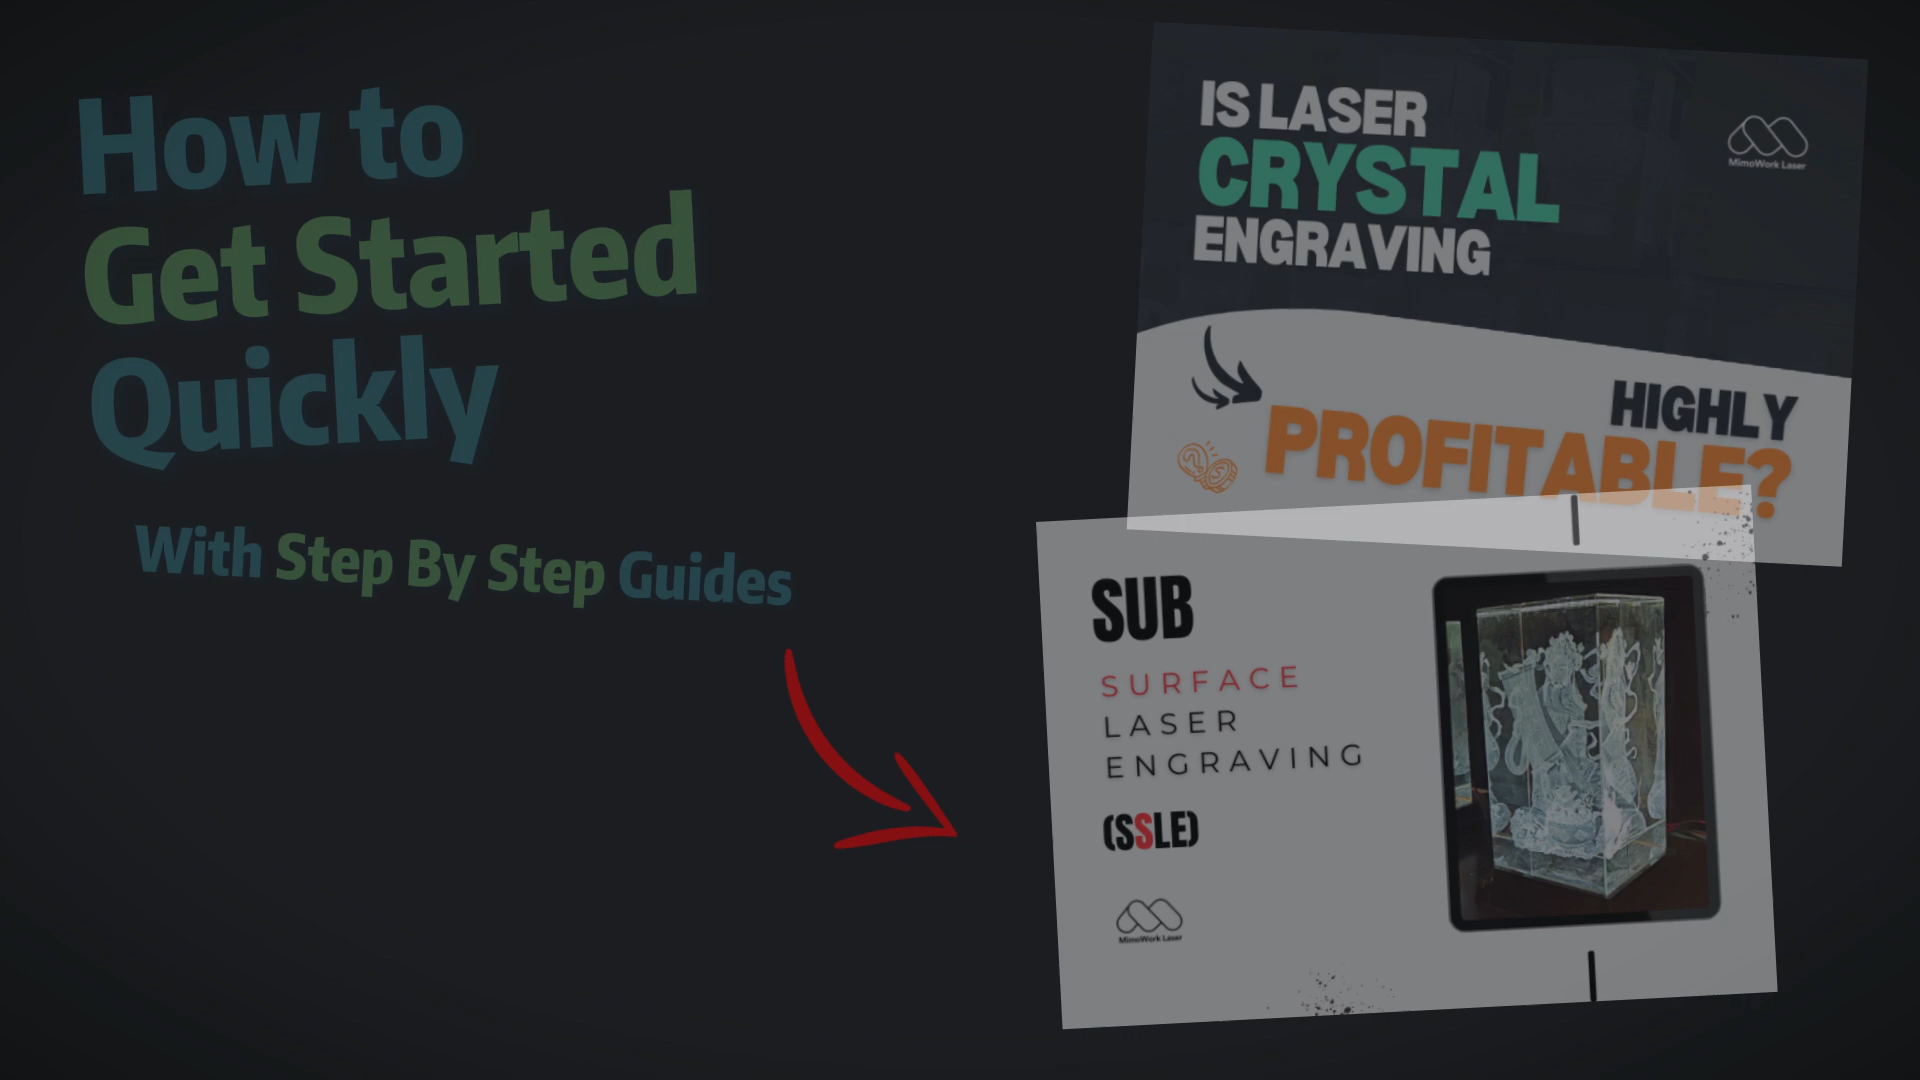 How to
Get Started
Quickly
With Step By Step Guides
IS LASER
CRYSTAL
ENGRAVING
MimoWork Laser
HIGHLY
PROFITABLE?
SUB
SURFACE
LASER
ENGRAVING
(SSLE)
MimoWork Laser